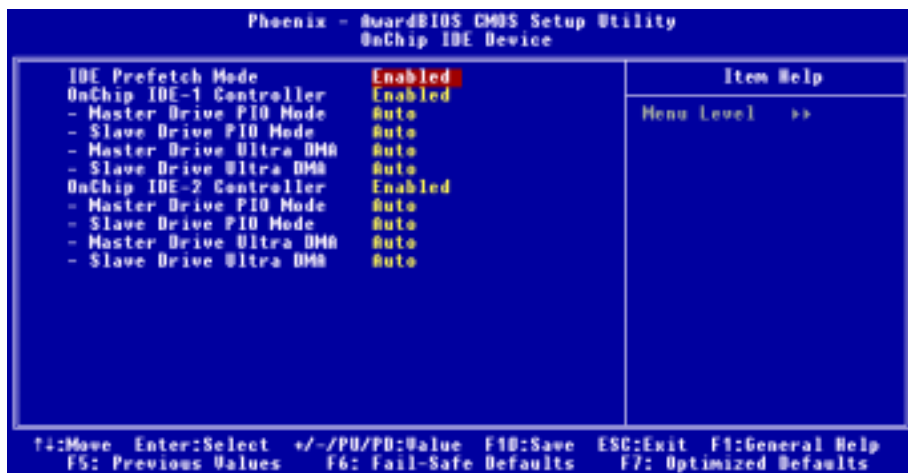 Phoenix - AwardBIOS CMOS Setup Utility
OnChip IDE Device
IDE Prefetch Mode Enabled
OnChip IDE-1 Controller Enabled
- Master Drive PIO Mode Auto
- Slave Drive PIO Mode Auto
- Master Drive Ultra DMA Auto
- Slave Drive Ultra DMA Auto
OnChip IDE-2 Controller Enabled
- Master Drive PIO Mode Auto
- Slave Drive PIO Mode Auto
- Master Drive Ultra DMA Auto
- Slave Drive Ultra DMA Auto
Item Help
Menu Level ▸▸
↑↓:Move Enter:Select +/-/PU/PD:Value F10:Save ESC:Exit F1:General Help
F5: Previous Values F6: Fail-Safe Defaults F7: Optimized Defaults